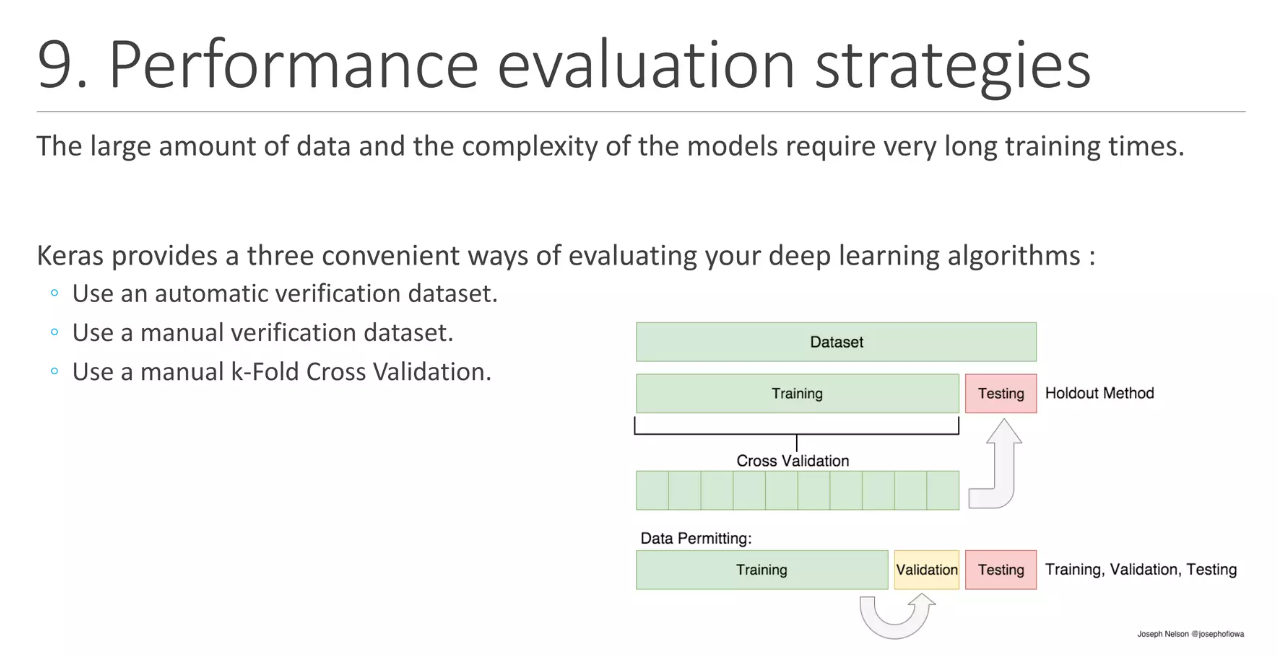 9. Performance evaluation strategies
The large amount of data and the complexity of the models require very long training times.
Keras provides a three convenient ways of evaluating your deep learning algorithms :
◦ Use an automatic verification dataset.
◦ Use a manual verification dataset.
◦ Use a manual k-Fold Cross Validation.
Dataset
Training Testing Holdout Method
Cross Validation
Data Permitting:
Training Validation Testing Training, Validation, Testing
Joseph Nelson @josephofiowa